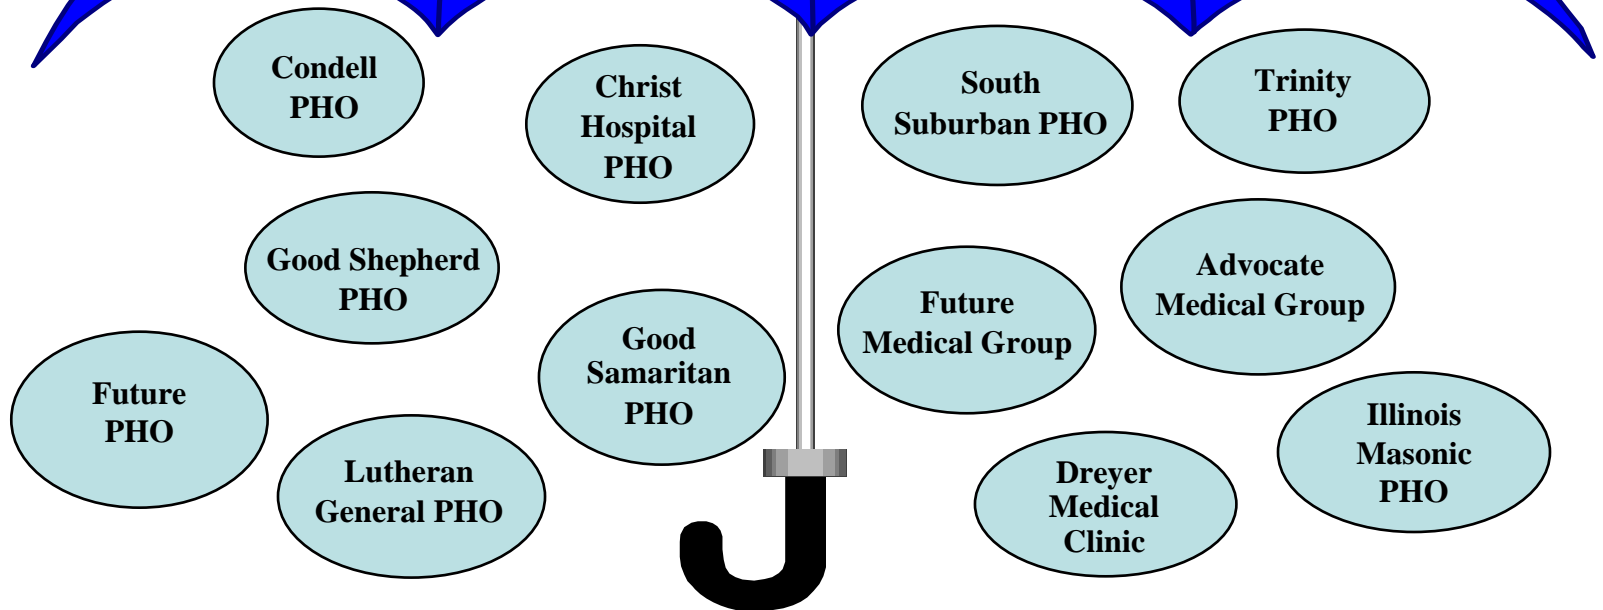 Condell
PHO
Christ
Hospital
PHO
South
Suburban PHO
Trinity
PHO
Good Shepherd
PHO
Good
Samaritan
PHO
Future
Medical Group
Advocate
Medical Group
Future
PHO
Lutheran
General PHO
Dreyer
Medical
Clinic
Illinois
Masonic
PHO